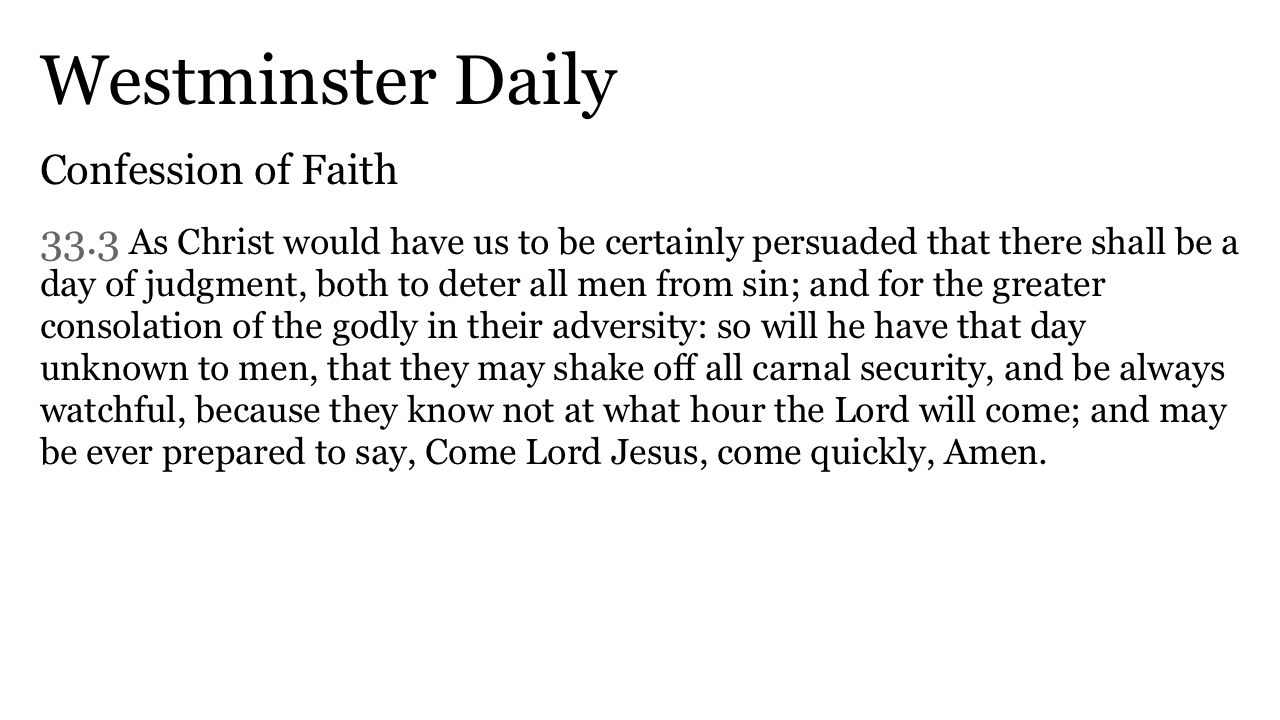 Westminster Daily
Confession of Faith
33.3 As Christ would have us to be certainly persuaded that there shall be a
day of judgment, both to deter all men from sin; and for the greater
consolation of the godly in their adversity: so will he have that day
unknown to men, that they may shake off all carnal security, and be always
watchful, because they know not at what hour the Lord will come; and may
be ever prepared to say, Come Lord Jesus, come quickly, Amen.